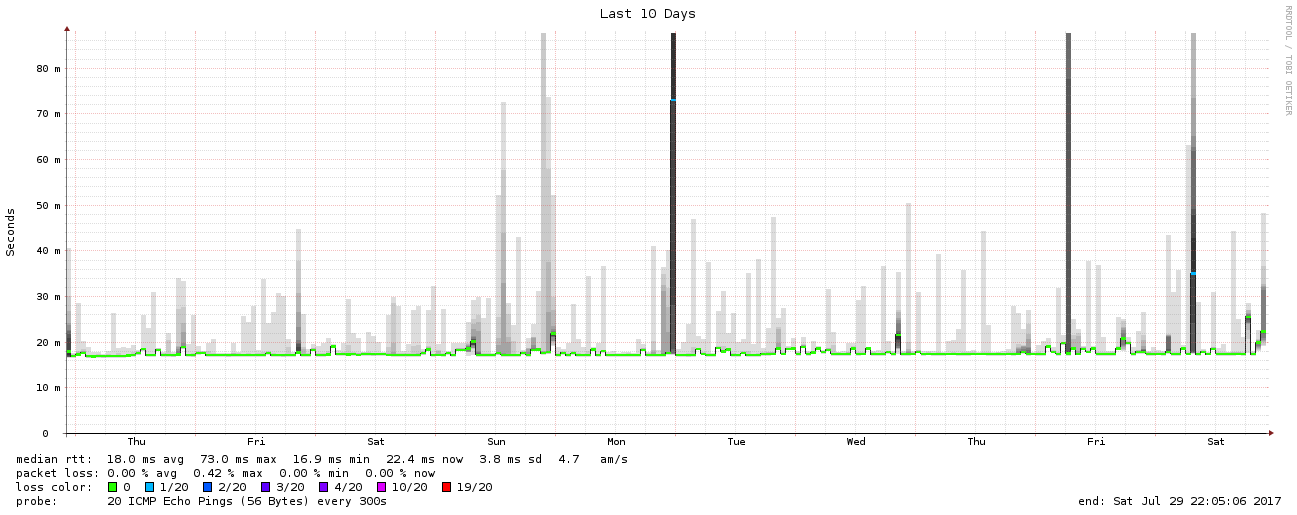 Last 10 Days
RRDTOOL / TOBI OETIKER
Seconds
80 m
70 m
60 m
50 m
40 m
30 m
20 m
10 m
0
Thu Fri Sat Sun Mon Tue Wed Thu Fri Sat
median rtt: 18.0 ms avg 73.0 ms max 16.9 ms min 22.4 ms now 3.8 ms sd 4.7 am/s
packet loss: 0.00 % avg 0.42 % max 0.00 % min 0.00 % now
loss color: 0 1/20 2/20 3/20 4/20 10/20 19/20
probe: 20 ICMP Echo Pings (56 Bytes) every 300s end: Sat Jul 29 22:05:06 2017